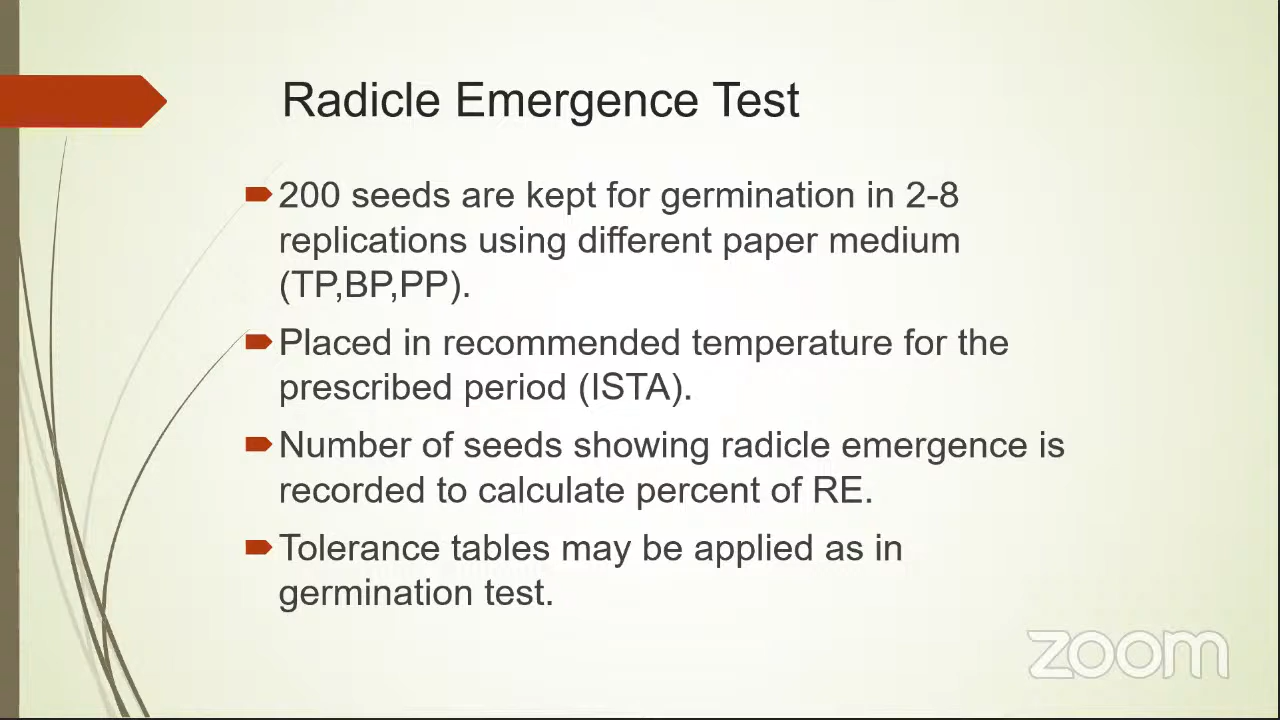 Radicle Emergence Test
200 seeds are kept for germination in 2-8
replications using different paper medium
(TP,BP,PP).
Placed in recommended temperature for the
prescribed period (ISTA).
Number of seeds showing radicle emergence is
recorded to calculate percent of RE.
Tolerance tables may be applied as in
germination test.
zoom